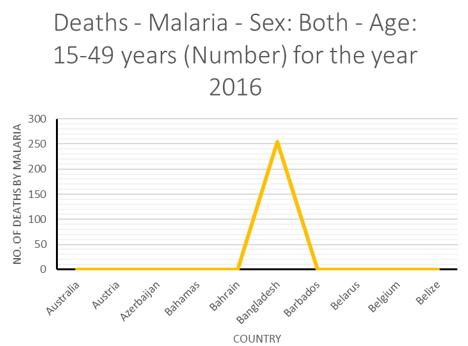 Deaths - Malaria - Sex: Both - Age:
15-49 years (Number) for the year
2016
NO. OF DEATHS BY MALARIA
300
250
200
150
100
50
0
Australia
Austria
Azerbaijan
Bahamas
Bahrain
Bangladesh
Barbados
Belarus
Belgium
Belize
COUNTRY